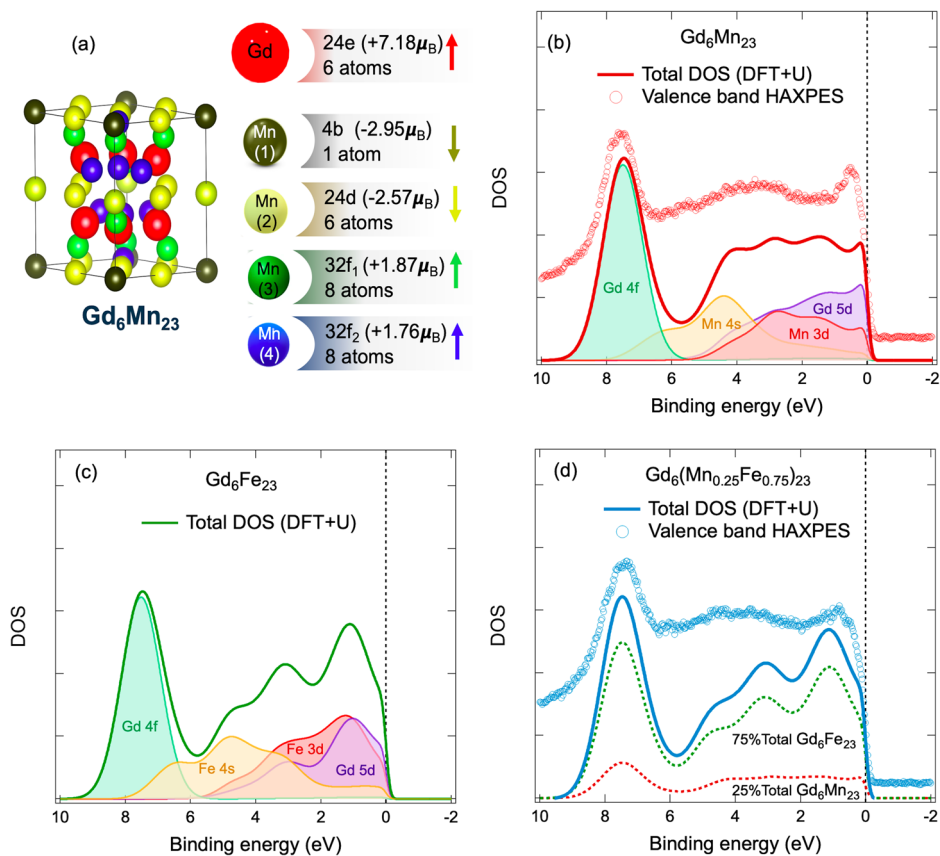 (a)
Gd
24e (+7.18μB)
6 atoms
Mn
(1)
4b (-2.95μB)
1 atom
Mn
(2)
24d (-2.57μB)
6 atoms
Mn
(3)
32f1 (+1.87μB)
8 atoms
Mn
(4)
32f2 (+1.76μB)
8 atoms
Gd6Mn23
(b)
Gd6Mn23
Total DOS (DFT+U)
Valence band HAXPES
DOS
Gd 4f
Mn 4s
Gd 5d
Mn 3d
10 8 6 4 2 0 -2
Binding energy (eV)
(c)
Gd6Fe23
Total DOS (DFT+U)
DOS
Gd 4f
Fe 4s
Fe 3d
Gd 5d
10 8 6 4 2 0 -2
Binding energy (eV)
(d)
Gd6(Mn0.25Fe0.75)23
Total DOS (DFT+U)
Valence band HAXPES
DOS
75%Total Gd6Fe23
25%Total Gd6Mn23
10 8 6 4 2 0 -2
Binding energy (eV)